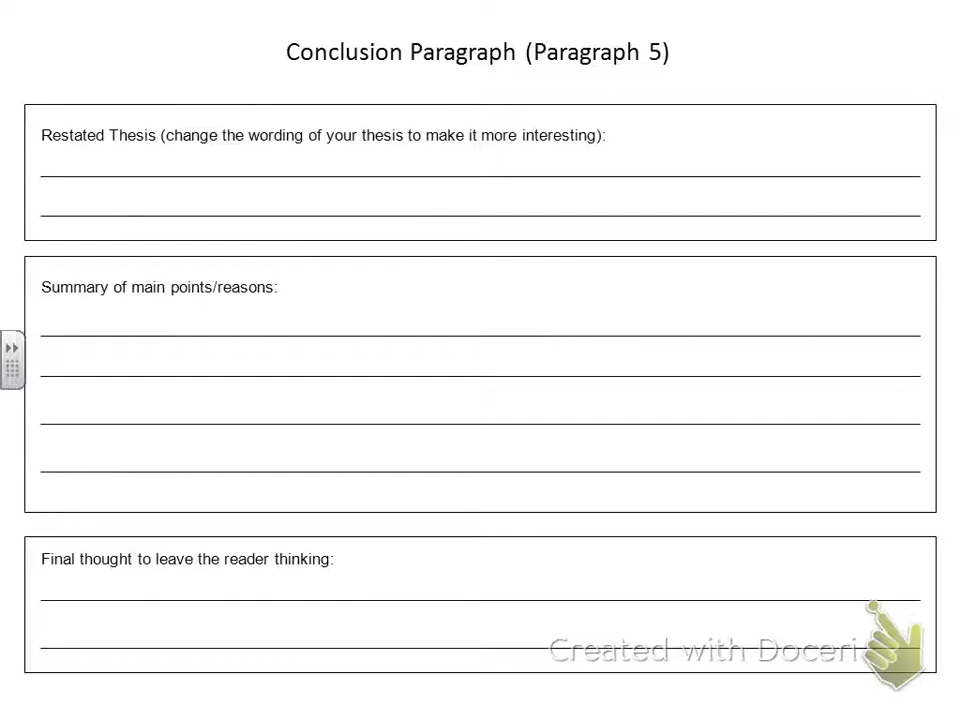 Conclusion Paragraph (Paragraph 5)
Restated Thesis (change the wording of your thesis to make it more interesting):
Summary of main points/reasons:
Final thought to leave the reader thinking:
Created with Doceri